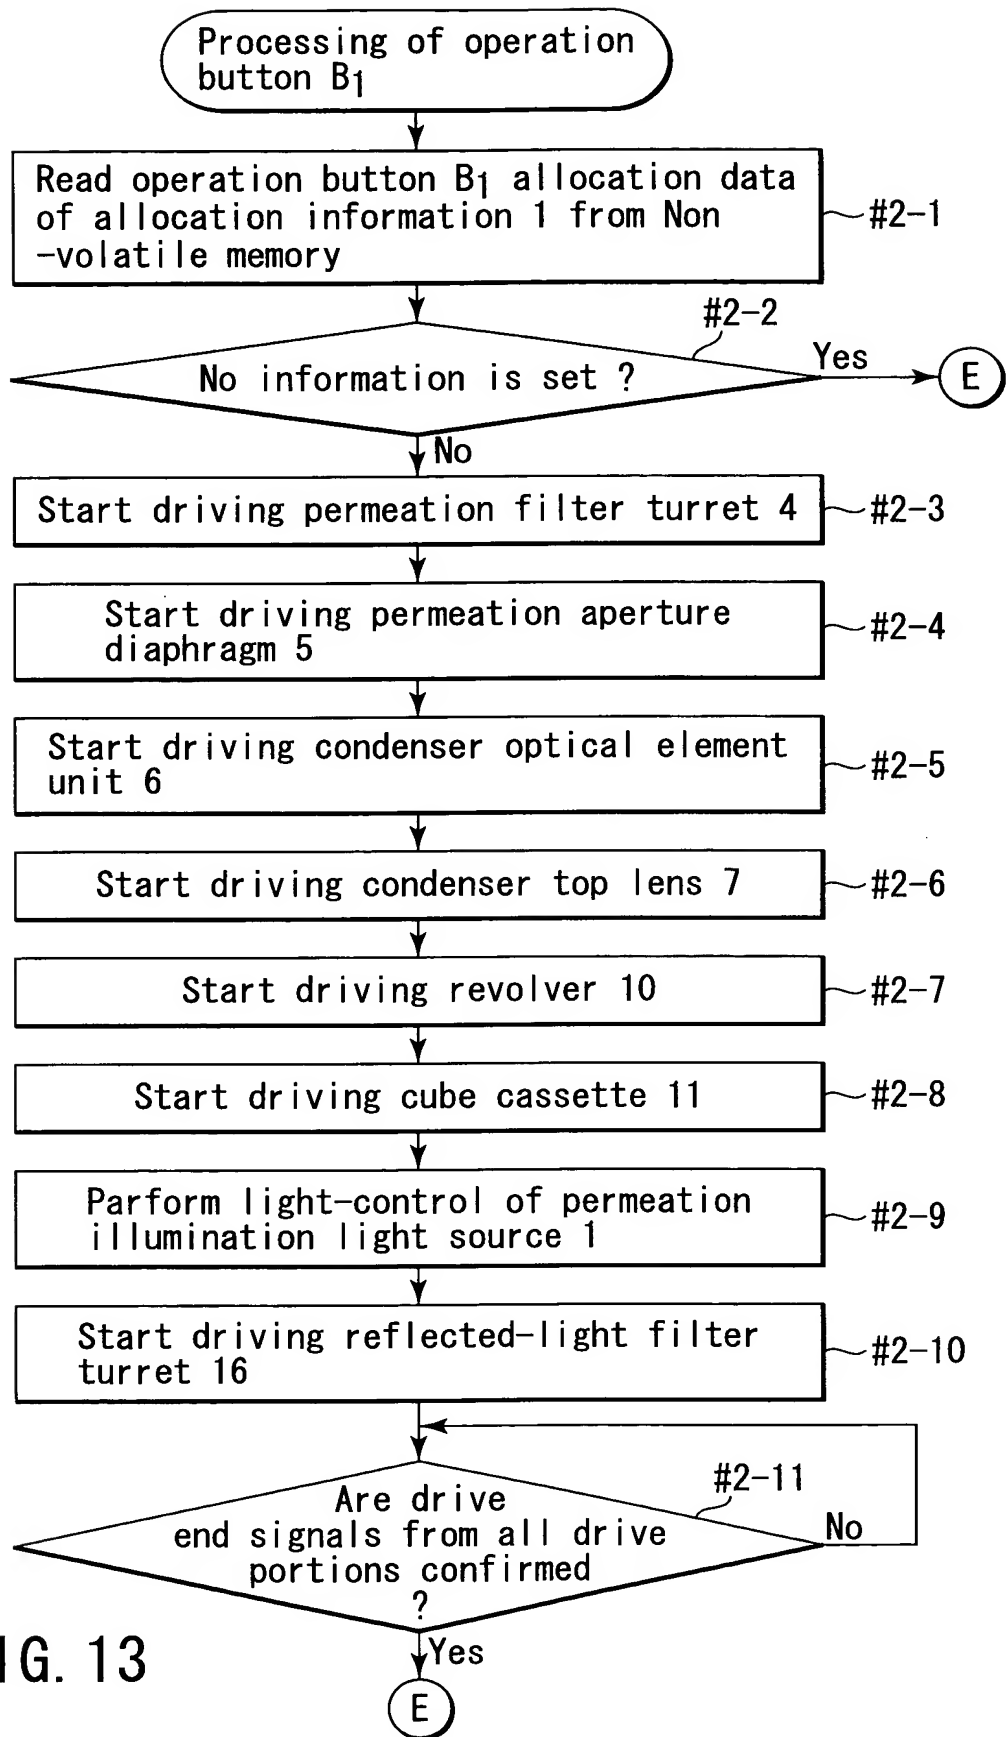 Processing of operation
button B1
Read operation button B1 allocation data
of allocation information 1 from Non
-volatile memory
#2-1
#2-2
No information is set ?
Yes
E
No
Start driving permeation filter turret 4
#2-3
Start driving permeation aperture
diaphragm 5
#2-4
Start driving condenser optical element
unit 6
#2-5
Start driving condenser top lens 7
#2-6
Start driving revolver 10
#2-7
Start driving cube cassette 11
#2-8
Parform light-control of permeation
illumination light source 1
#2-9
Start driving reflected-light filter
turret 16
#2-10
#2-11
Are drive
end signals from all drive
portions confirmed
?
No
Yes
E
IG. 13